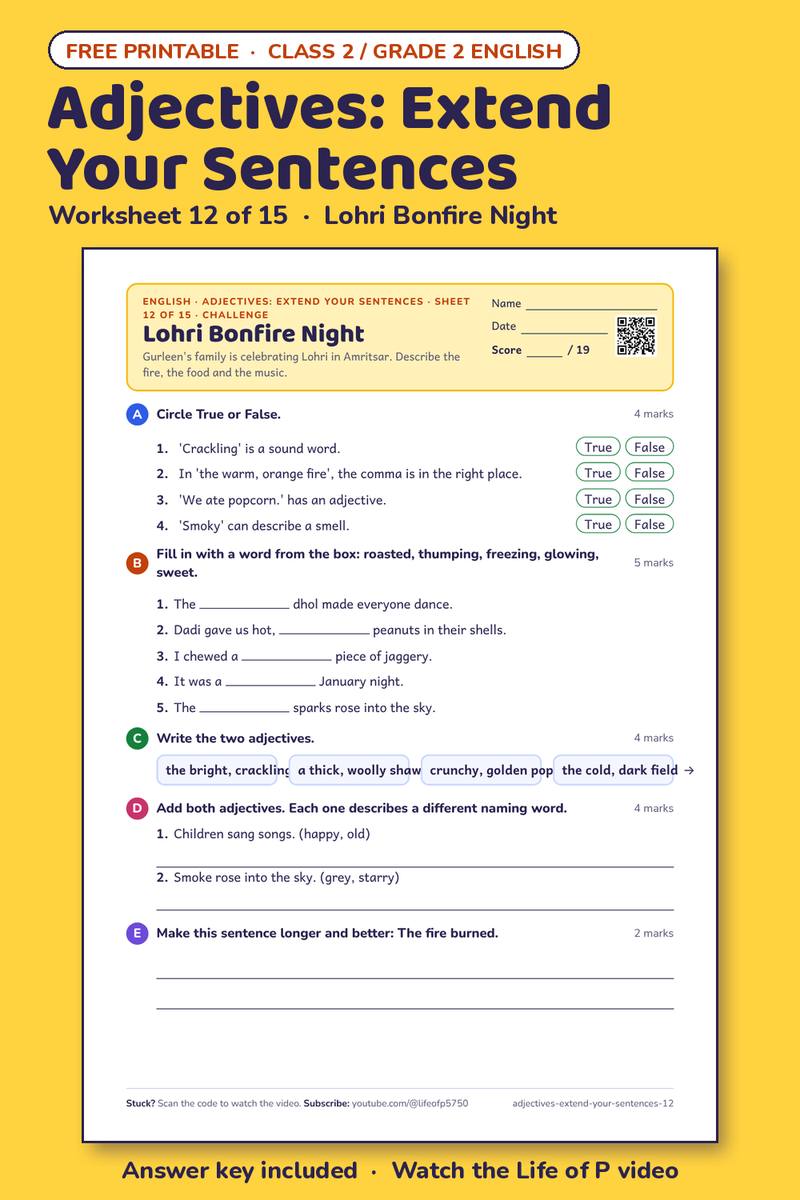 FREE PRINTABLE · CLASS 2 / GRADE 2 ENGLISH
Adjectives: Extend
Your Sentences
Worksheet 12 of 15 · Lohri Bonfire Night
ENGLISH · ADJECTIVES: EXTEND YOUR SENTENCES · SHEET
12 OF 15 · CHALLENGE
Lohri Bonfire Night
Gurleen's family is celebrating Lohri in Amritsar. Describe the
fire, the food and the music.
Name
Date
Score / 19
A Circle True or False. 4 marks
1. 'Crackling' is a sound word. True False
2. In 'the warm, orange fire', the comma is in the right place. True False
3. 'We ate popcorn.' has an adjective. True False
4. 'Smoky' can describe a smell. True False
B Fill in with a word from the box: roasted, thumping, freezing, glowing,
sweet. 5 marks
1. The ____________ dhol made everyone dance.
2. Dadi gave us hot, ____________ peanuts in their shells.
3. I chewed a ____________ piece of jaggery.
4. It was a ____________ January night.
5. The ____________ sparks rose into the sky.
C Write the two adjectives. 4 marks
the bright, crackling a thick, woolly shaw crunchy, golden pop the cold, dark field →
D Add both adjectives. Each one describes a different naming word. 4 marks
1. Children sang songs. (happy, old)
2. Smoke rose into the sky. (grey, starry)
E Make this sentence longer and better: The fire burned. 2 marks
Stuck? Scan the code to watch the video. Subscribe: youtube.com/@lifeofp5750 adjectives-extend-your-sentences-12
Answer key included · Watch the Life of P video